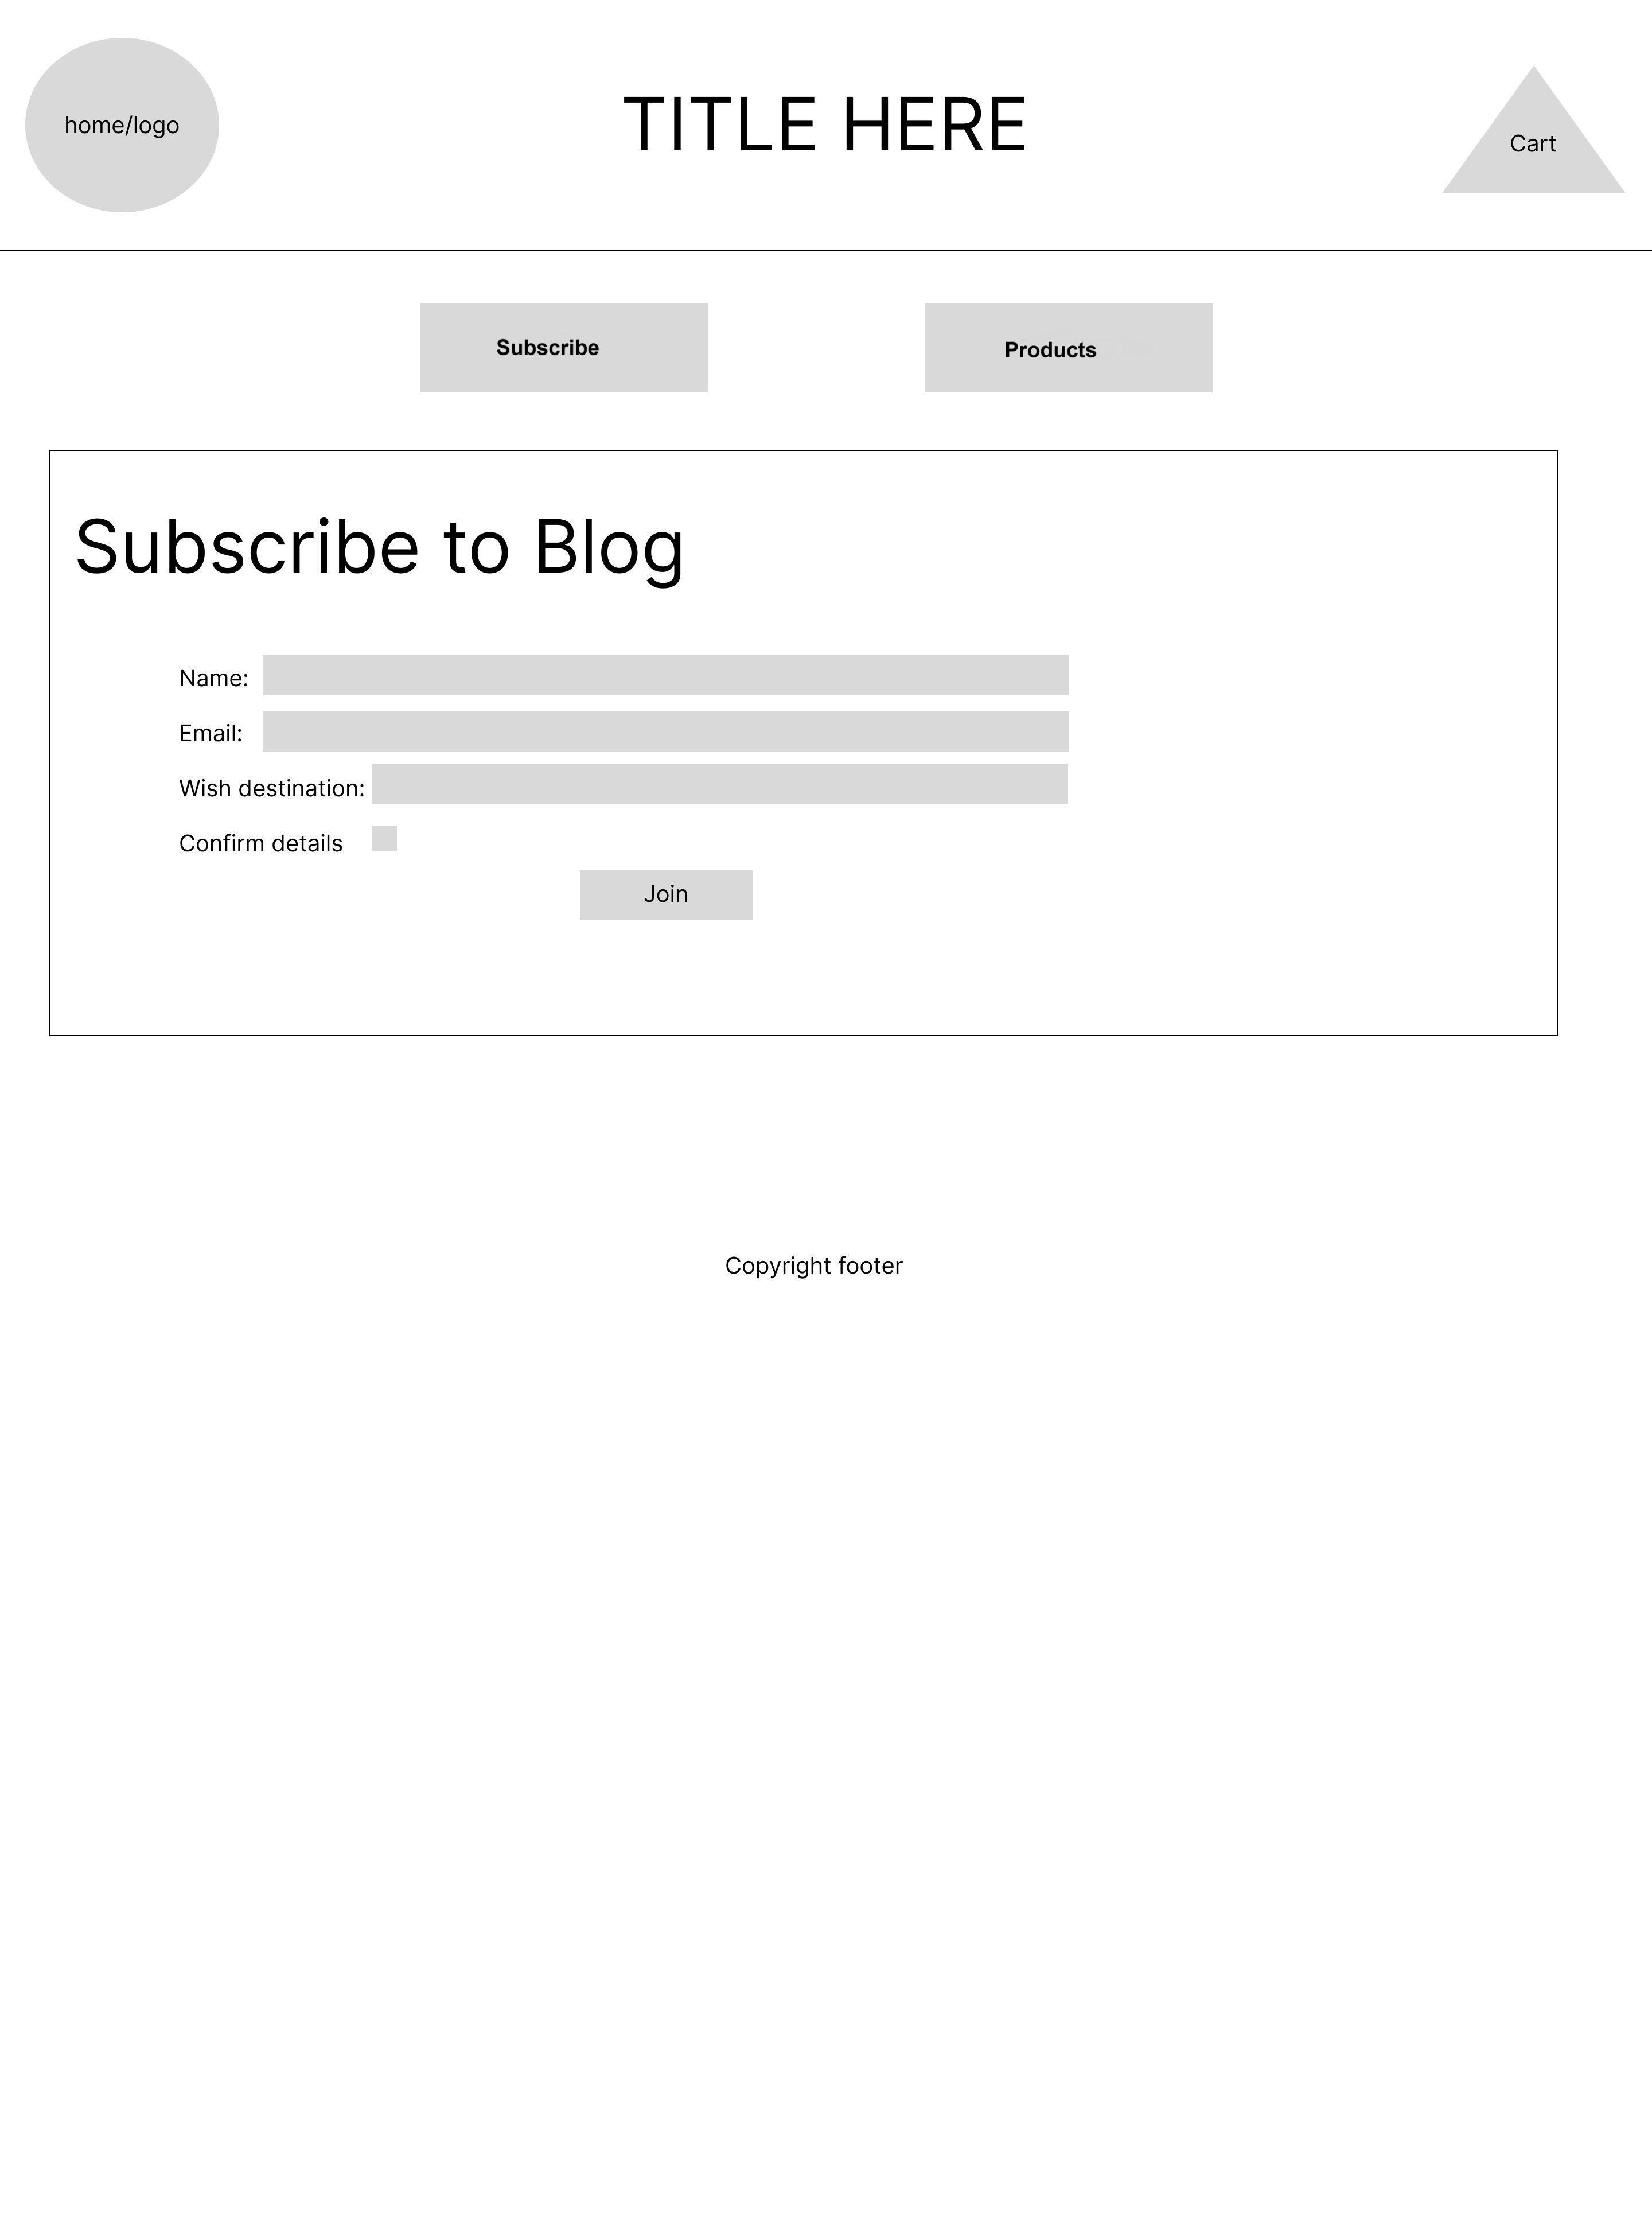 home/logo
TITLE HERE
Cart
Subscribe
Products
Subscribe to Blog
Name:
Email:
Wish destination:
Confirm details
Join
Copyright footer